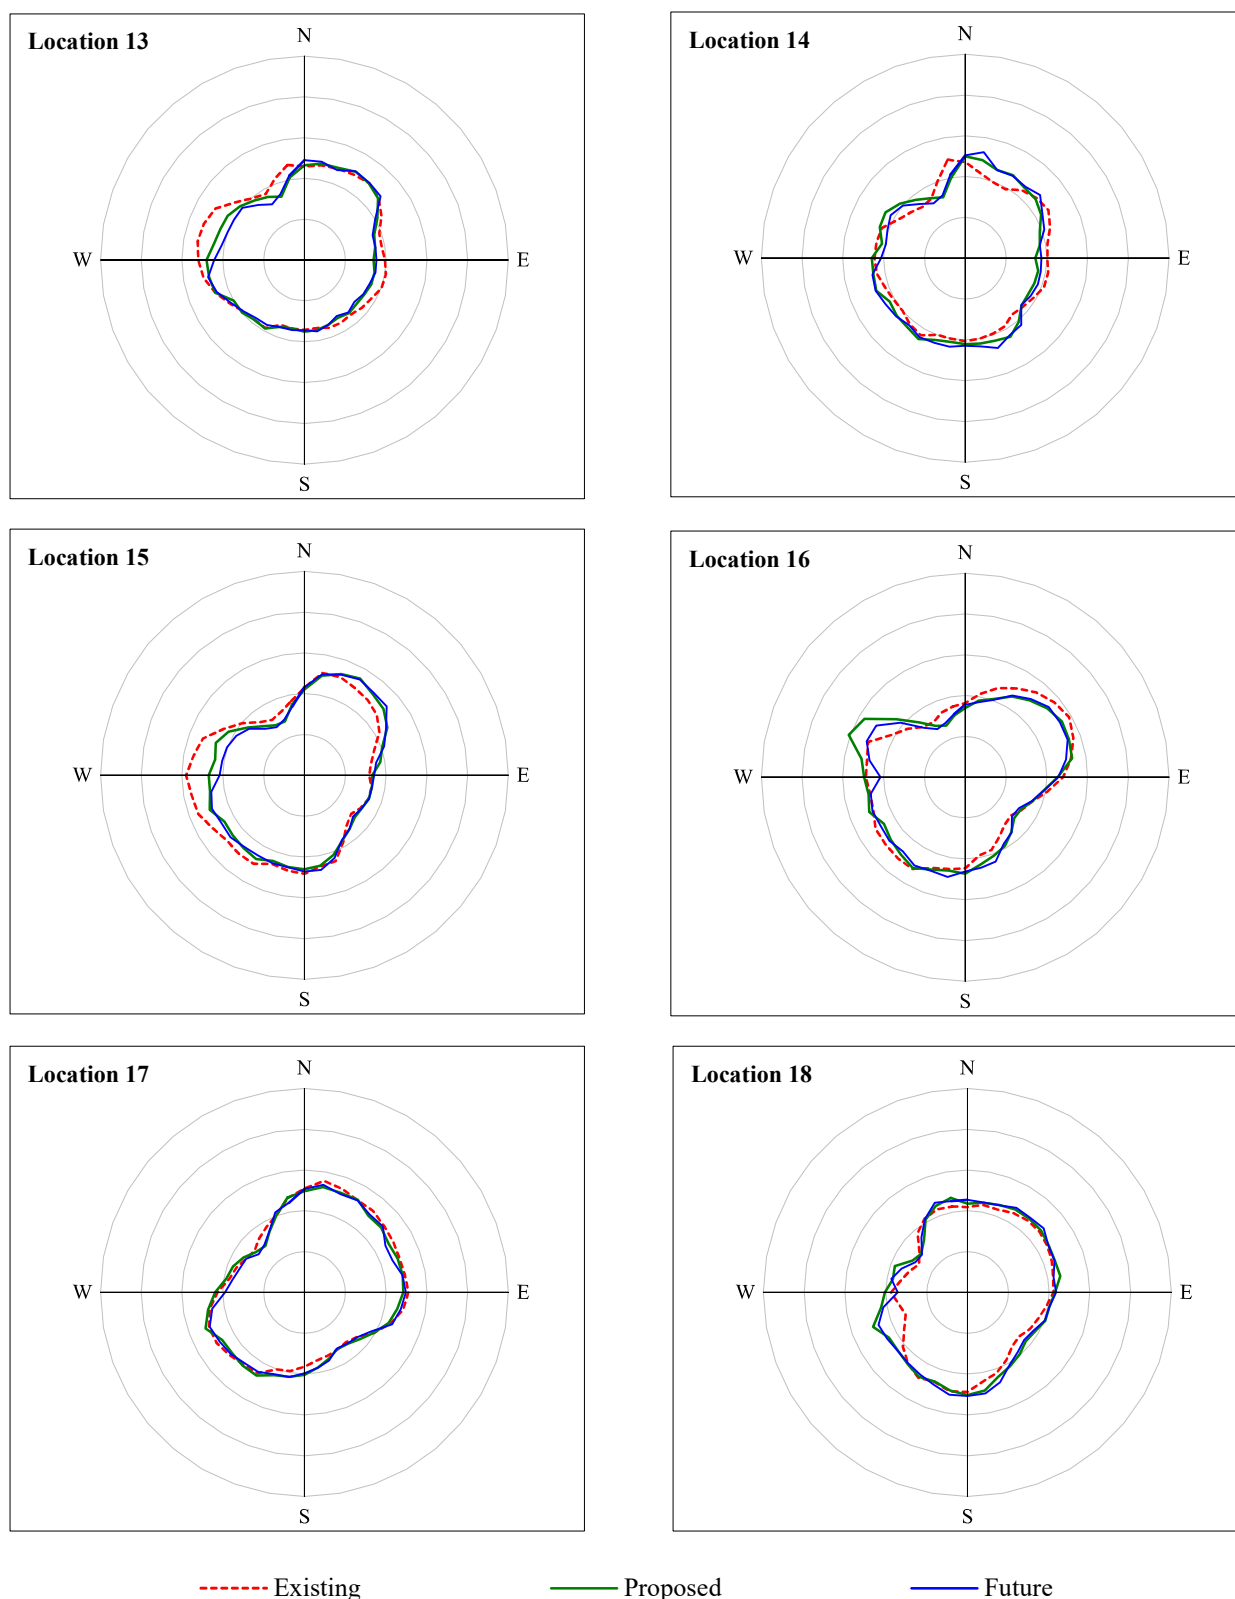 Location 13
N
W
E
S
Location 14
N
W
E
S
Location 15
N
W
E
S
Location 16
N
W
E
S
Location 17
N
W
E
S
Location 18
N
W
E
S
Existing
Proposed
Future